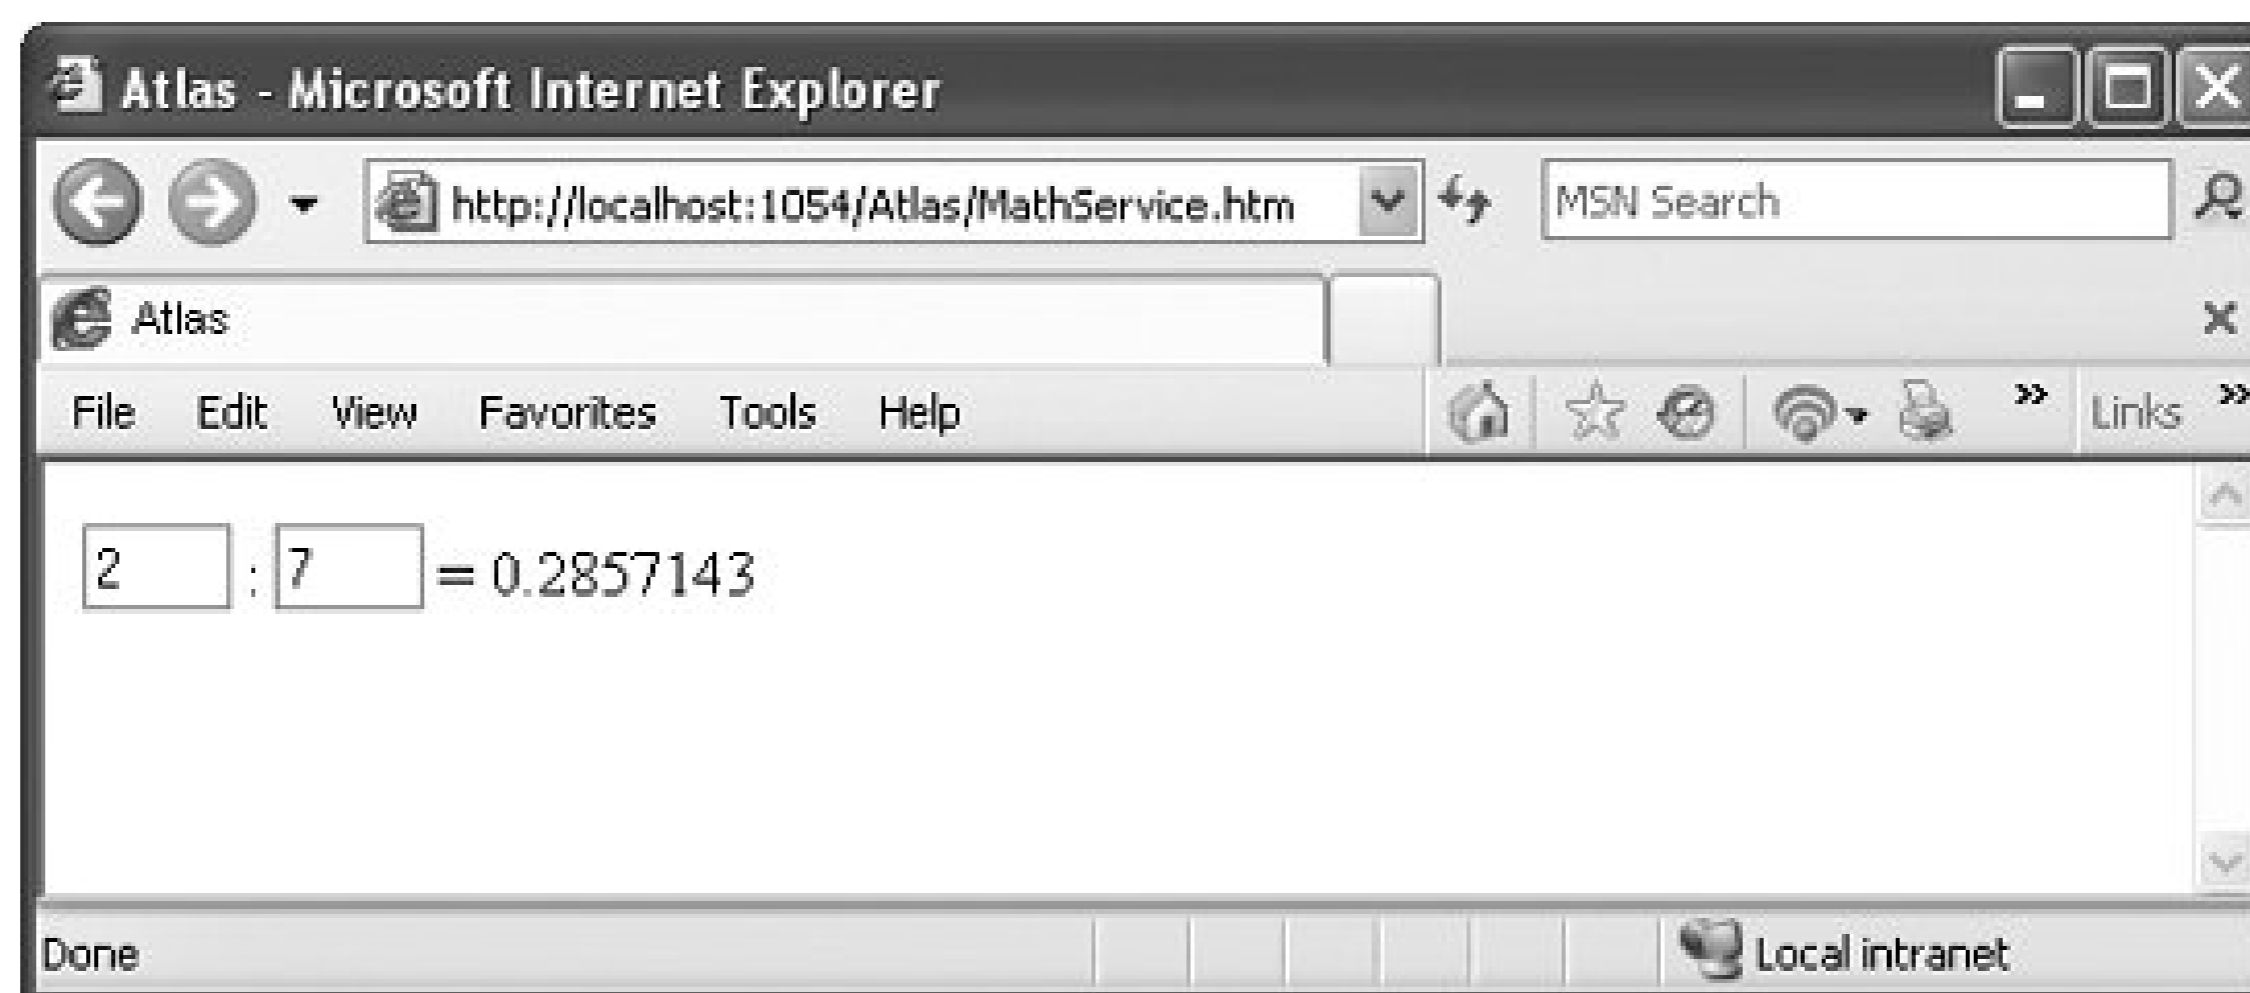 Atlas - Microsoft Internet Explorer
http://localhost:1054/Atlas/MathService.htm MSN Search
Atlas
File Edit View Favorites Tools Help » Links »
2 : 7 = 0.2857143
Done Local intranet